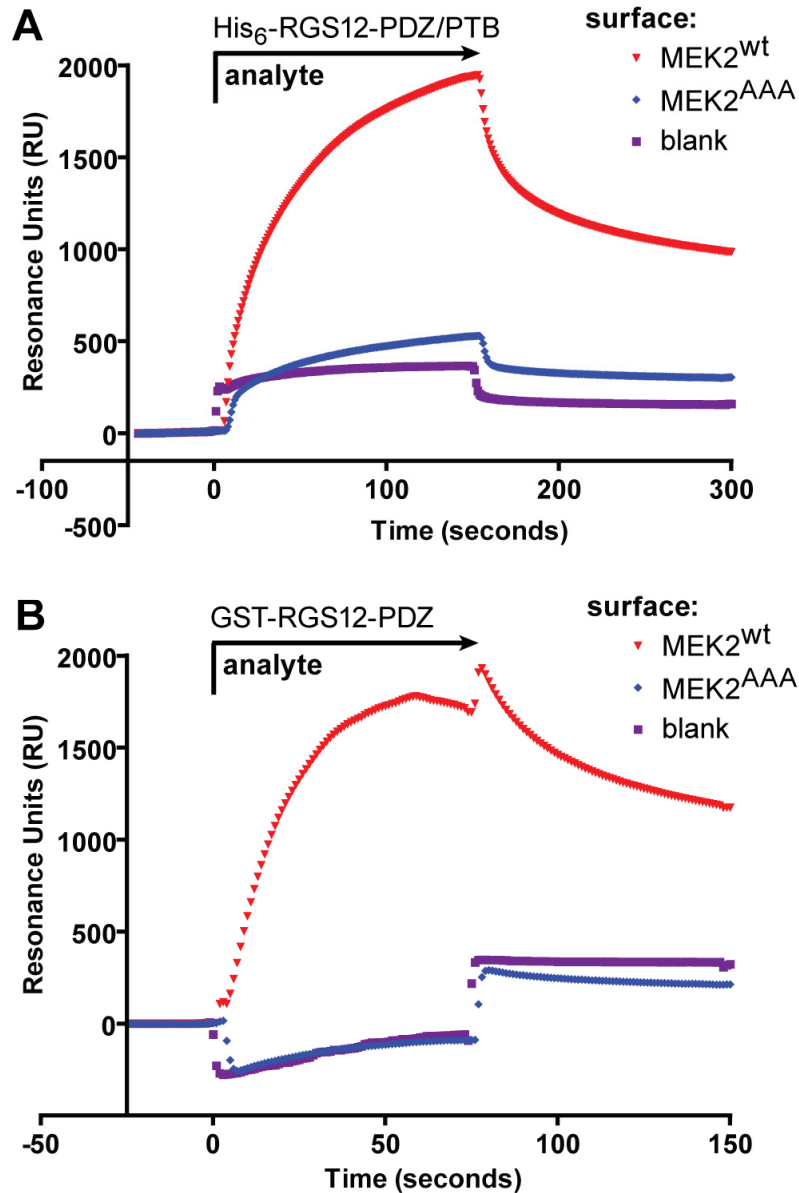 A
His6-RGS12-PDZ/PTB
analyte
surface:
MEK2wt
MEK2AAA
blank
Resonance Units (RU)
2000
1500
1000
500
0
-500
-100
0
100
200
300
Time (seconds)
B
GST-RGS12-PDZ
analyte
surface:
MEK2wt
MEK2AAA
blank
Resonance Units (RU)
2000
1500
1000
500
0
-50
0
50
100
150
Time (seconds)